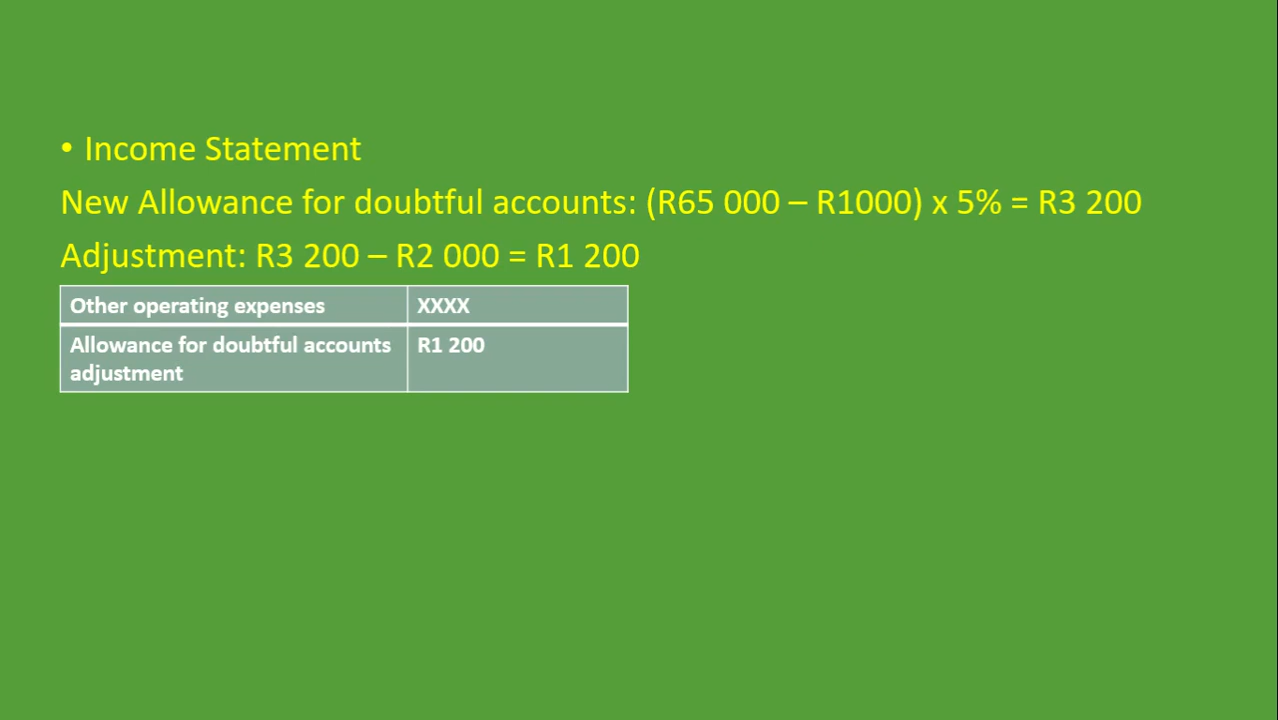 • Income Statement
New Allowance for doubtful accounts: (R65 000 – R1000) x 5% = R3 200
Adjustment: R3 200 – R2 000 = R1 200
Other operating expenses XXXX
Allowance for doubtful accounts R1 200
adjustment